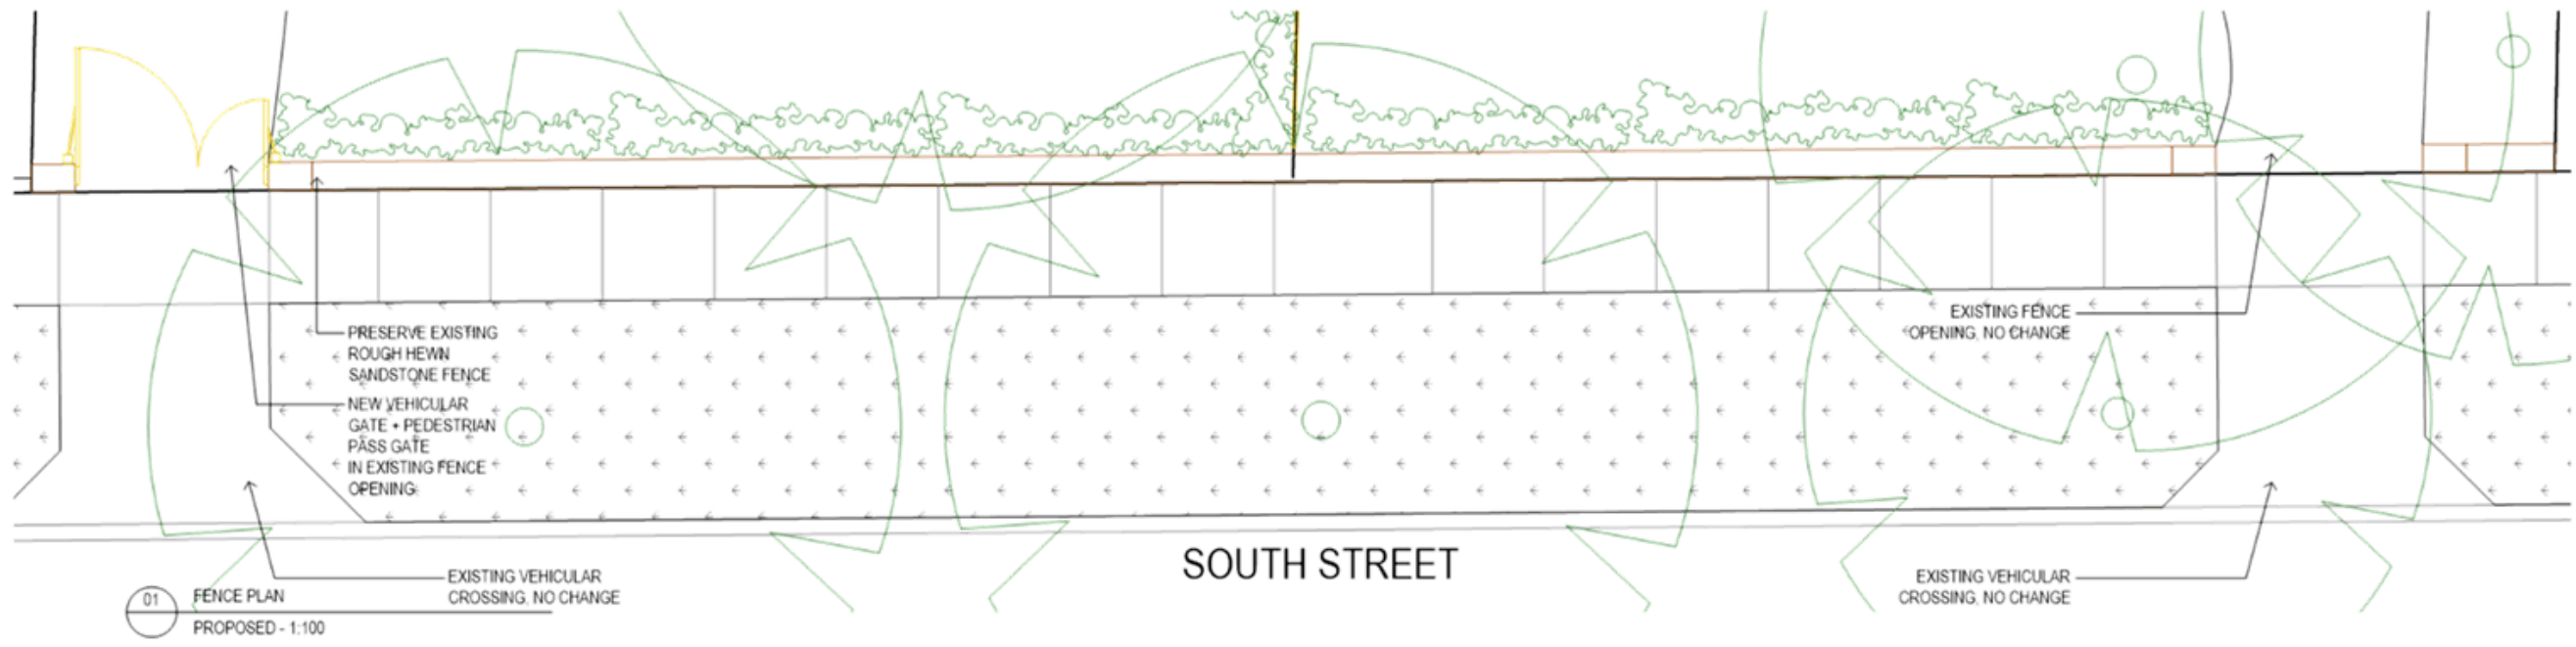 PRESERVE EXISTING
ROUGH HEWN
SANDSTONE FENCE
NEW VEHICULAR
GATE + PEDESTRIAN
PASS GATE
IN EXISTING FENCE
OPENING
EXISTING FENCE
OPENING, NO CHANGE
SOUTH STREET
EXISTING VEHICULAR
CROSSING, NO CHANGE
EXISTING VEHICULAR
CROSSING, NO CHANGE
01
FENCE PLAN
PROPOSED - 1:100